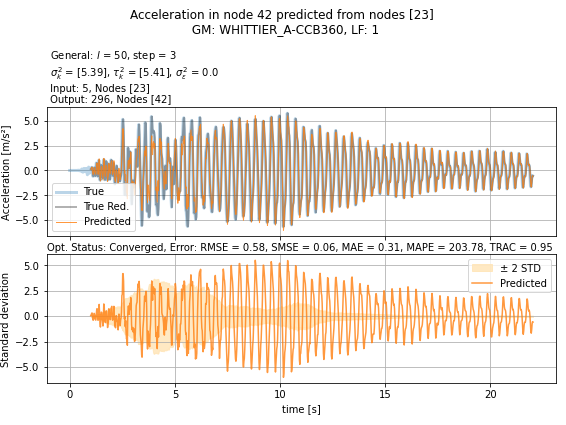 Acceleration in node 42 predicted from nodes [23]
GM: WHITTIER_A-CCB360, LF: 1
General: l = 50, step = 3
σ²ₖ = [5.39], τ²ₖ = [5.41], σ²ᵣ = 0.0
Input: 5, Nodes [23]
Output: 296, Nodes [42]
Acceleration [m/s²]
5.0
2.5
0.0
−2.5
−5.0
True
True Red.
Predicted
Opt. Status: Converged, Error: RMSE = 0.58, SMSE = 0.06, MAE = 0.31, MAPE = 203.78, TRAC = 0.95
Standard deviation
5.0
2.5
0.0
−2.5
−5.0
± 2 STD
Predicted
0 5 10 15 20
time [s]